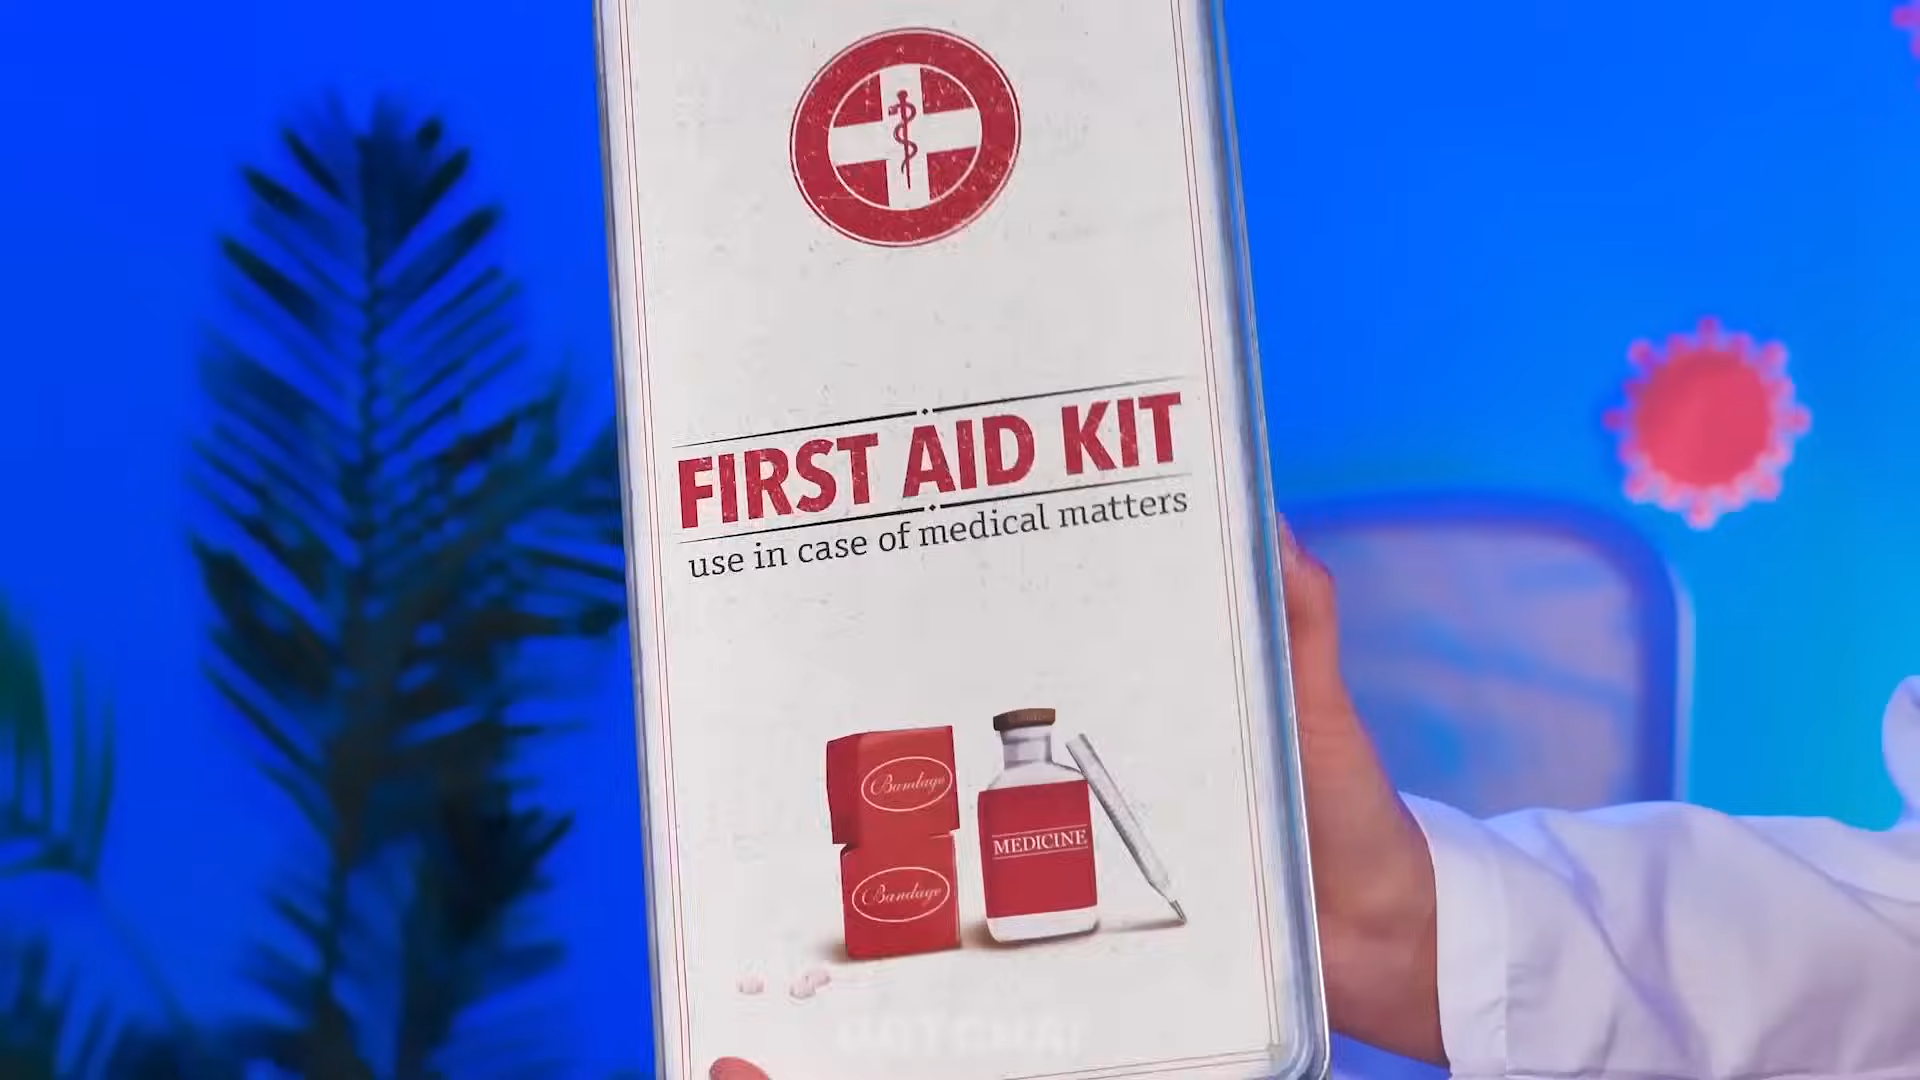 FIRST AID KIT
use in case of medical matters
Bandage
MEDICINE
Bandage